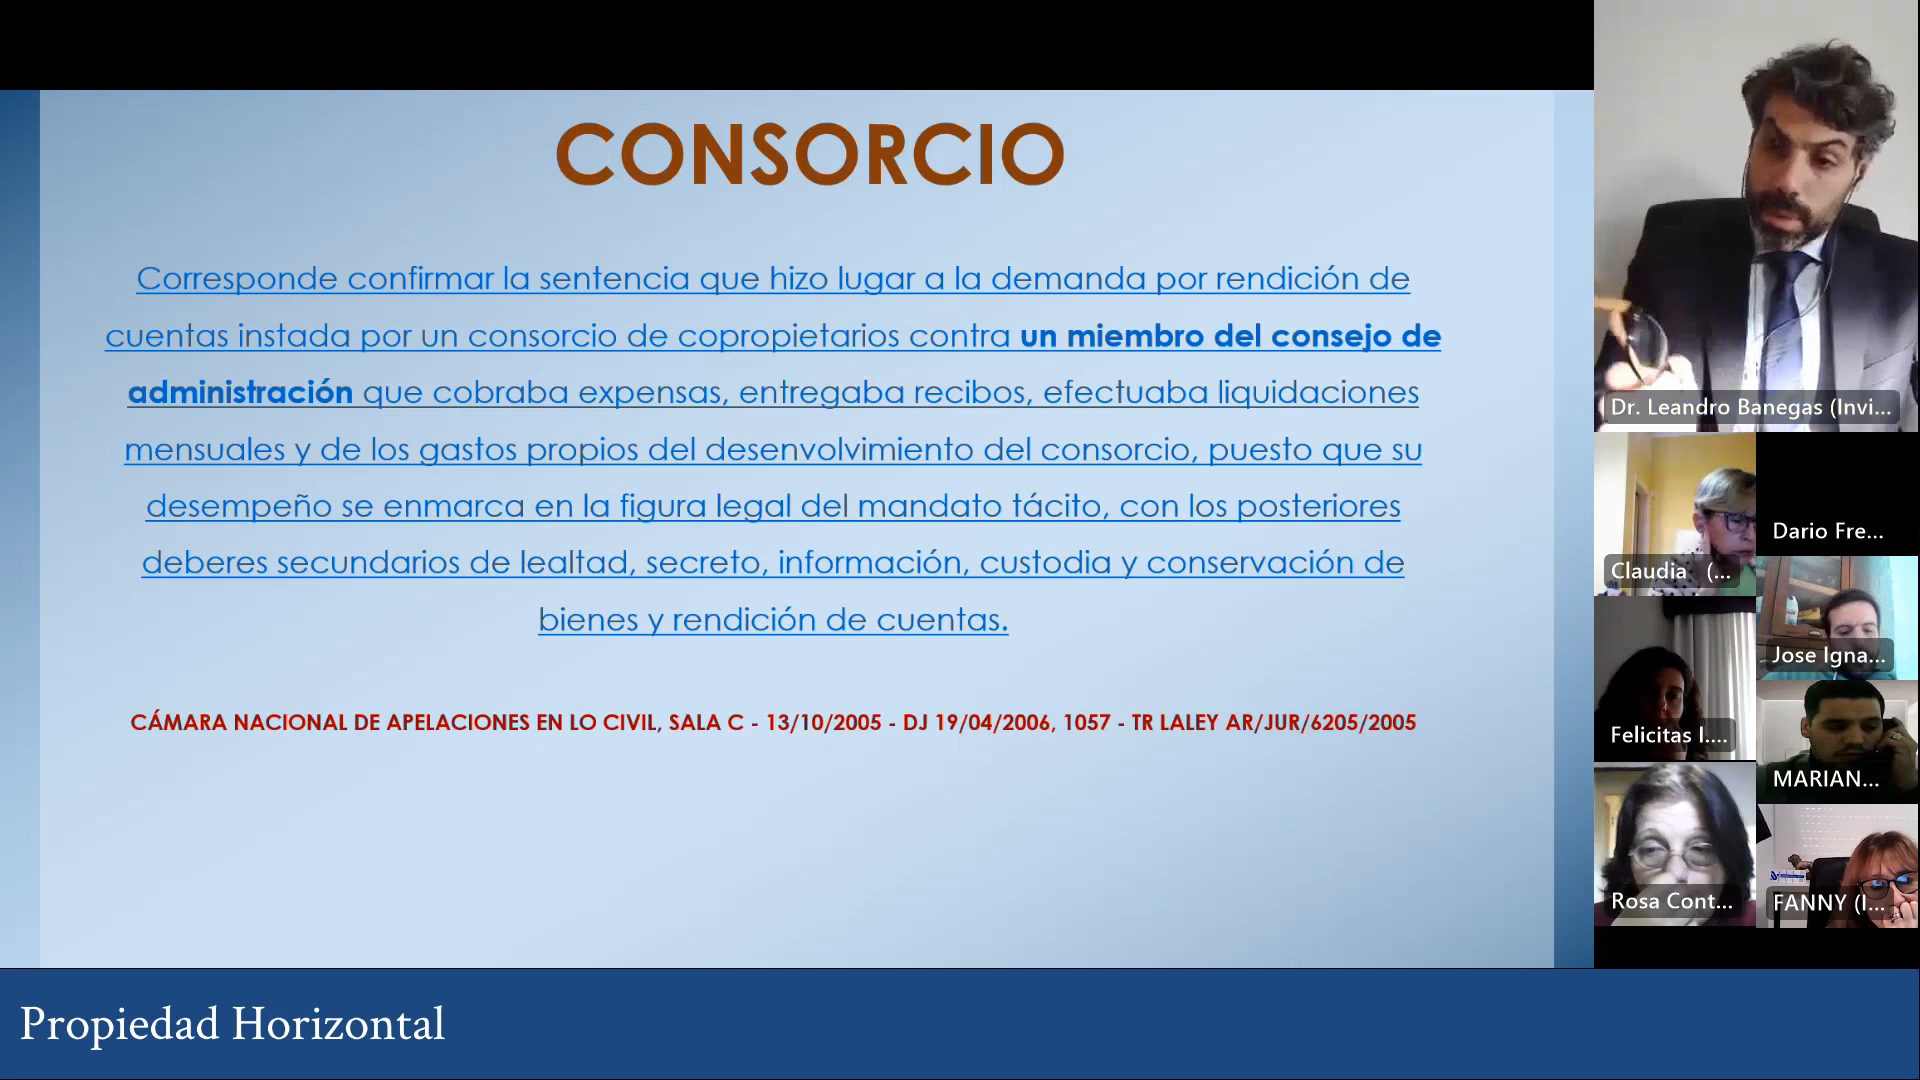 CONSORCIO
Corresponde confirmar la sentencia que hizo lugar a la demanda por rendición de
cuentas instada por un consorcio de copropietarios contra un miembro del consejo de
administración que cobraba expensas, entregaba recibos, efectuaba liquidaciones
mensuales y de los gastos propios del desenvolvimiento del consorcio, puesto que su
desempeño se enmarca en la figura legal del mandato tácito, con los posteriores
deberes secundarios de lealtad, secreto, información, custodia y conservación de
bienes y rendición de cuentas.
CÁMARA NACIONAL DE APELACIONES EN LO CIVIL, SALA C - 13/10/2005 - DJ 19/04/2006, 1057 - TR LALEY AR/JUR/6205/2005
Dr. Leandro Banegas (Invi...
Claudia (...
Dario Fre...
Jose Igna...
Felicitas I....
MARIAN...
Rosa Cont...
FANNY (I...
Propiedad Horizontal